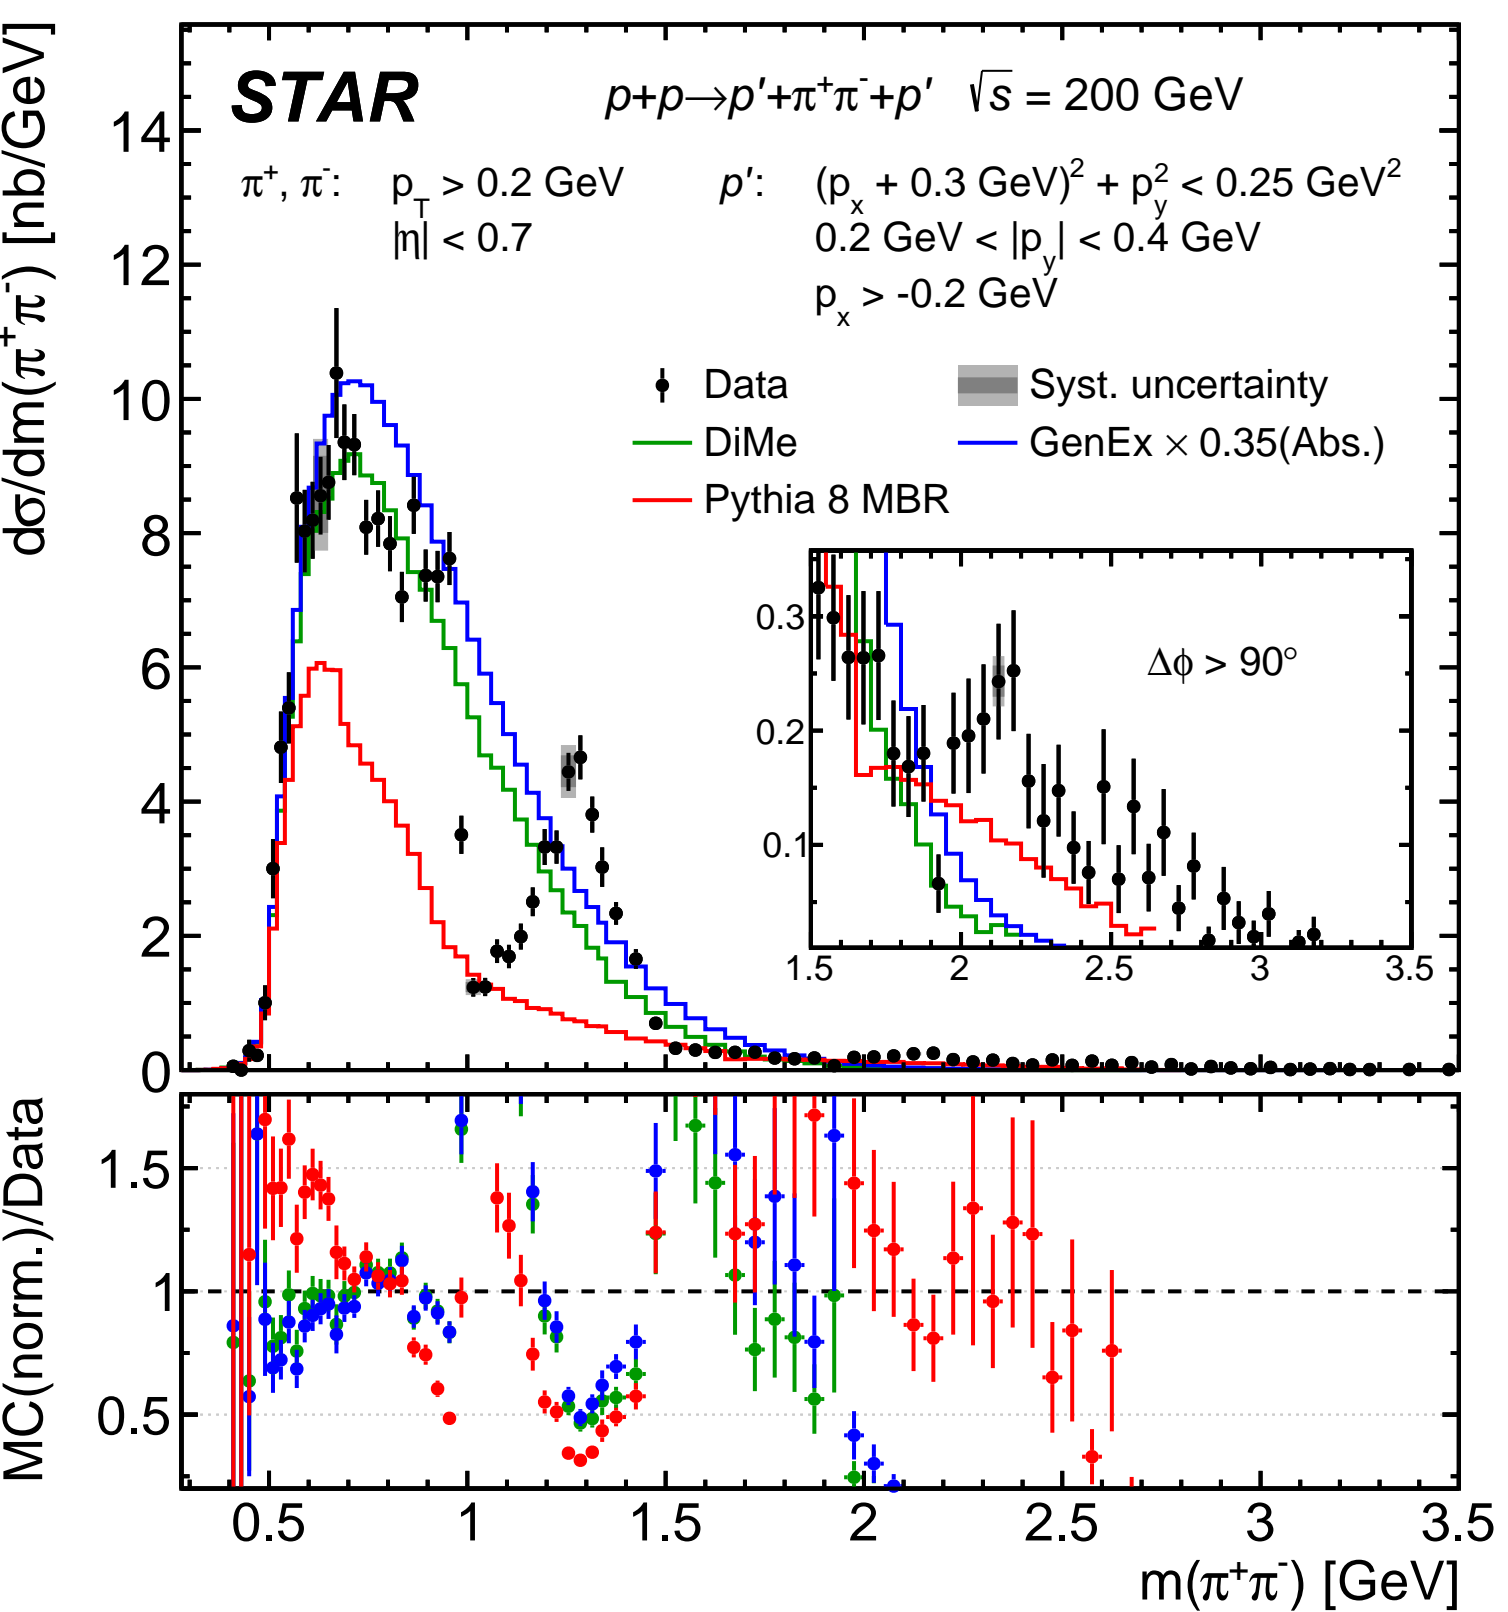 dσ/dm(π⁺π⁻) [nb/GeV]
STAR
p+p→p′+π⁺π⁻+p′ √s = 200 GeV
π⁺, π⁻: p_T > 0.2 GeV p′: (p_x + 0.3 GeV)² + p_y² < 0.25 GeV²
|η| < 0.7 0.2 GeV < |p_y| < 0.4 GeV
p_x > -0.2 GeV
Data Syst. uncertainty
DiMe GenEx × 0.35(Abs.)
Pythia 8 MBR
14
12
10
8
6
4
2
0
Δϕ > 90°
0.3
0.2
0.1
1.5 2 2.5 3 3.5
MC(norm.)/Data
1.5
1
0.5
0.5 1 1.5 2 2.5 3 3.5
m(π⁺π⁻) [GeV]